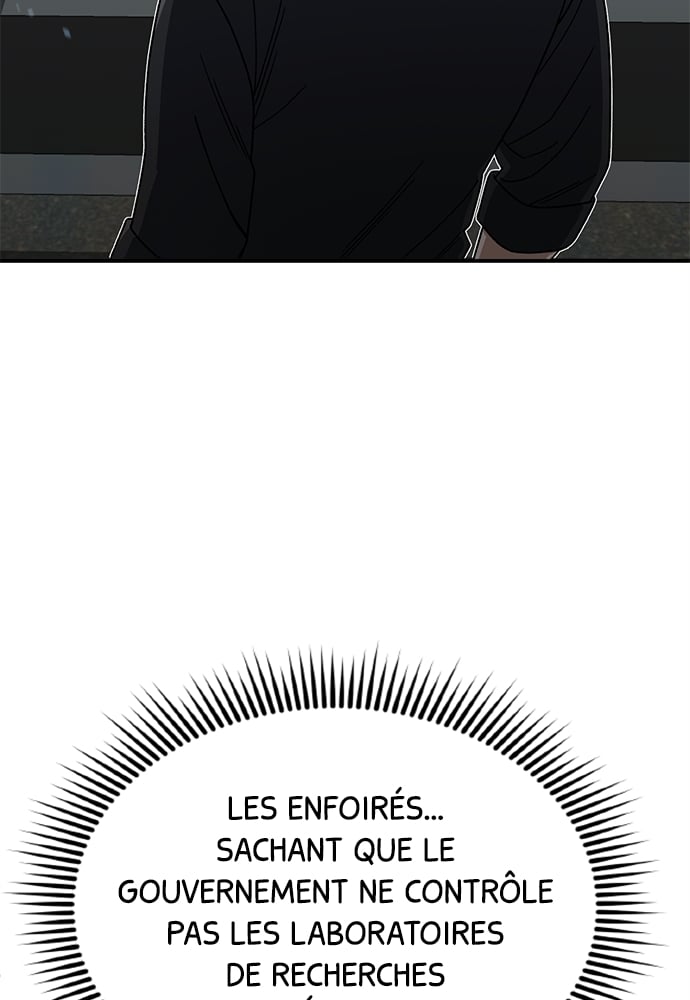 LES ENFOIRÉS...
SACHANT QUE LE
GOUVERNEMENT NE CONTRÔLE
PAS LES LABORATOIRES
DE RECHERCHES